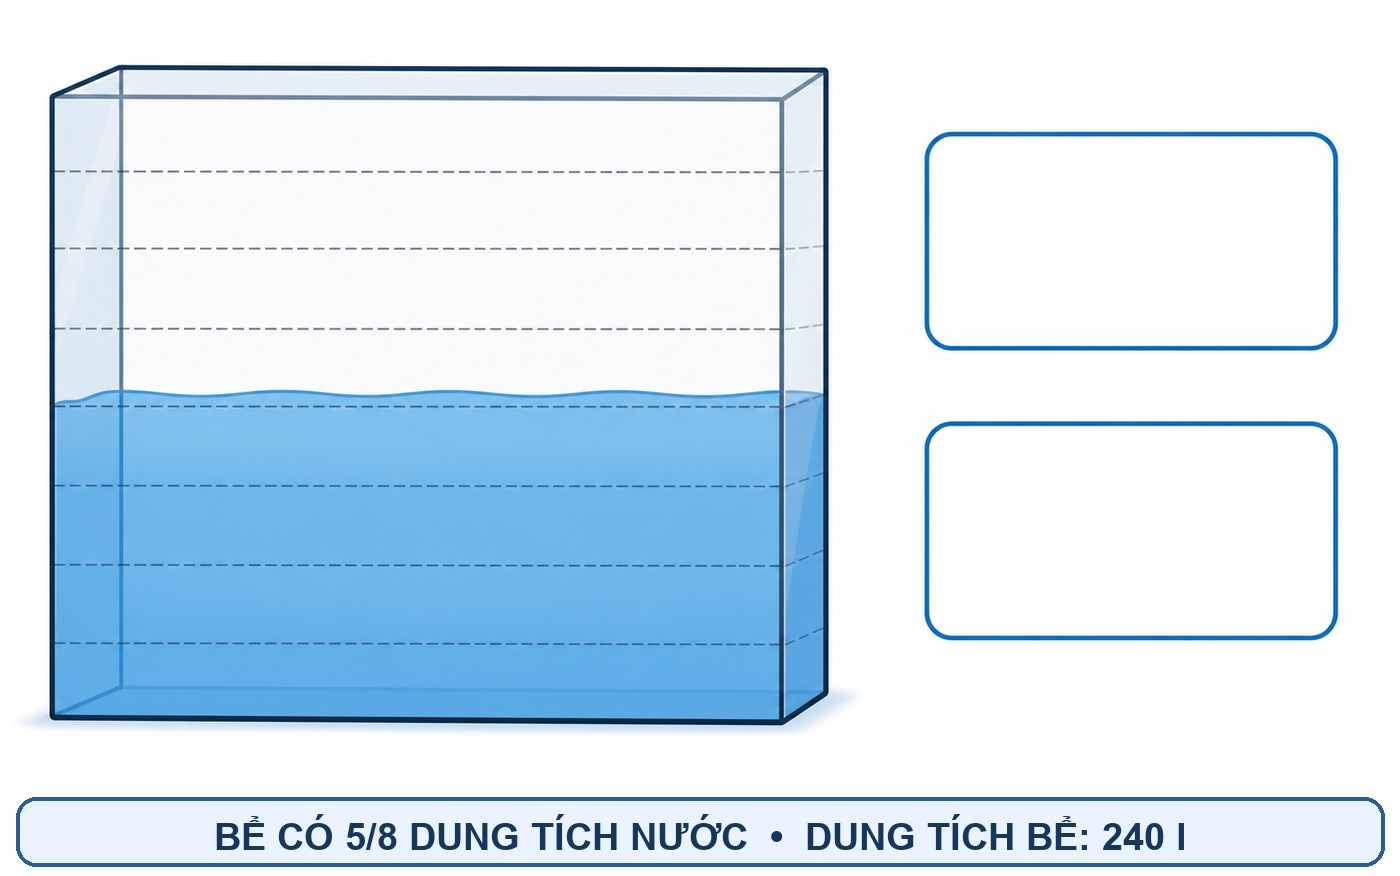 BỂ CÓ 5/8 DUNG TÍCH NƯỚC • DUNG TÍCH BỂ: 240 l